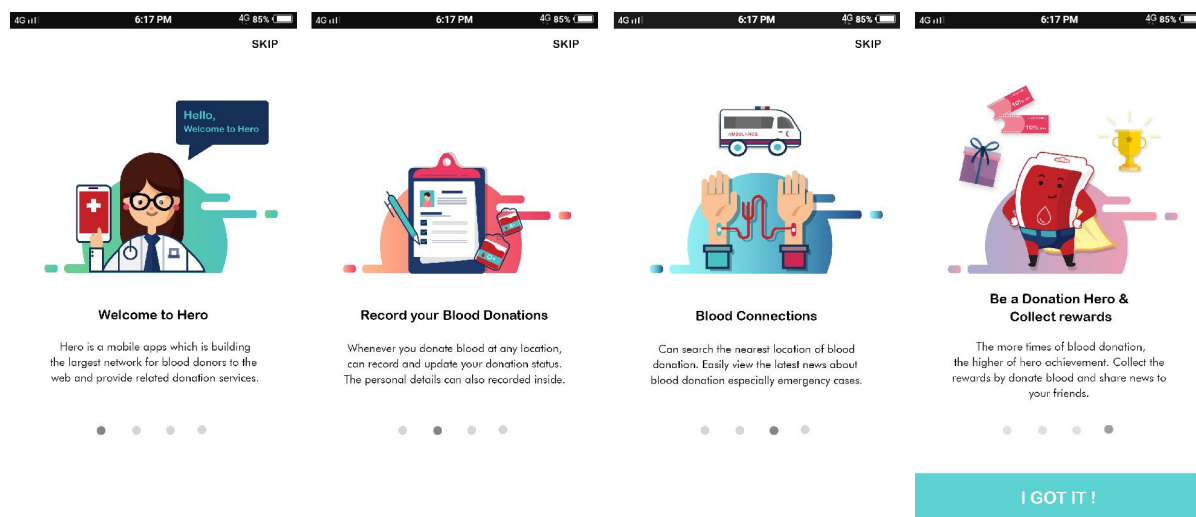 4G
6:17 PM
4G 85%
SKIP
Hello,
Welcome to Hero
Welcome to Hero
Hero is a mobile apps which is building
the largest network for blood donors to the
web and provide related donation services.
4G
6:17 PM
4G 85%
Record your Blood Donations
Whenever you donate blood at any location,
can record and update your donation status.
The personal details can also recorded inside.
4G
6:17 PM
4G 85%
SKIP
AMBULANCE
Blood Connections
Can search the nearest location of blood
donation. Easily view the latest news about
blood donation especially emergency cases.
4G
6:17 PM
4G 85%
10%
10%
Be a Donation Hero &
Collect rewards
The more times of blood donation,
the higher of hero achievement. Collect the
rewards by donate blood and share news to
your friends.
I GOT IT !